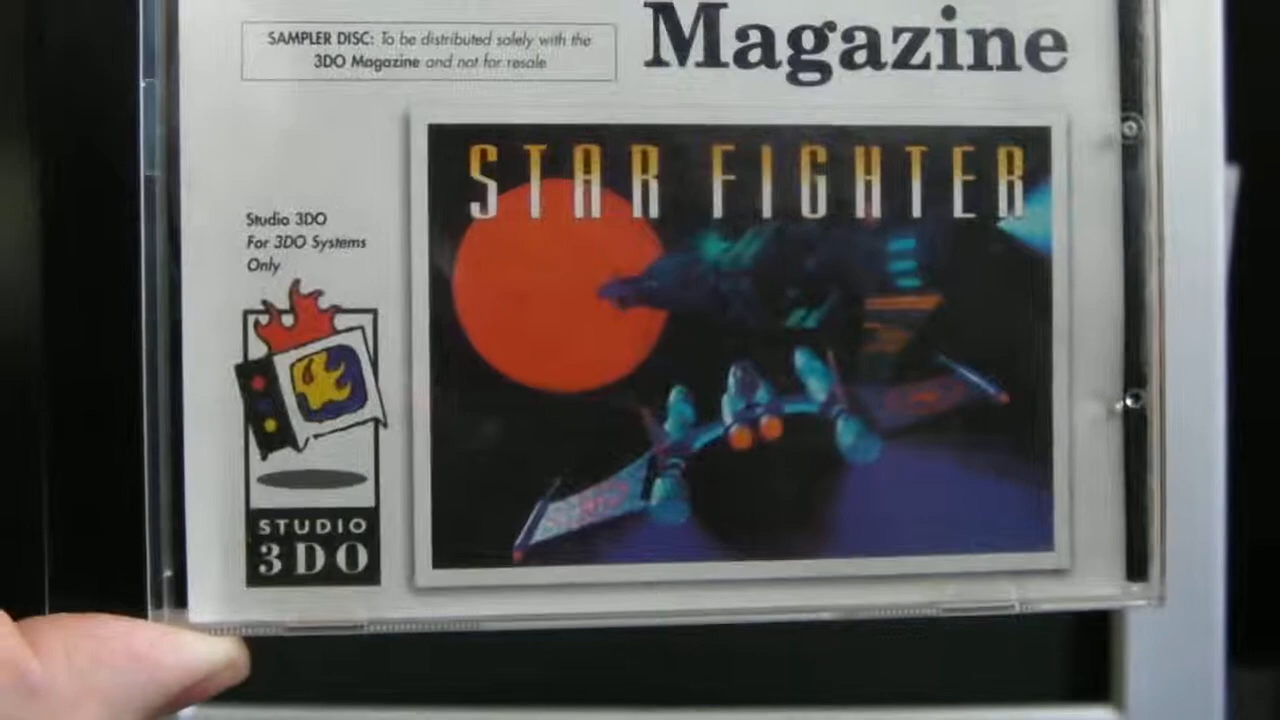 Magazine
SAMPLER DISC: To be distributed solely with the
3DO Magazine and not for resale
STAR FIGHTER
Studio 3DO
For 3DO Systems
Only
STUDIO
3DO